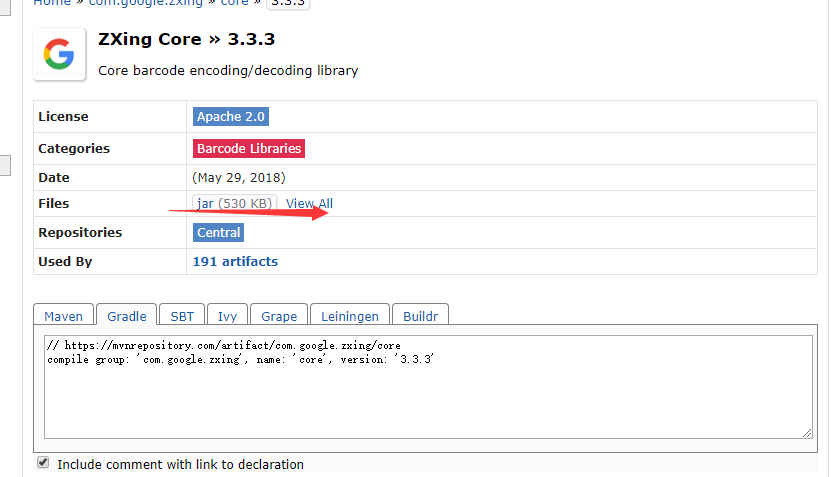 Home » com.google.zxing » core » 3.3.3
ZXing Core » 3.3.3
Core barcode encoding/decoding library
License Apache 2.0
Categories Barcode Libraries
Date (May 29, 2018)
Files jar (530 KB) View All
Repositories Central
Used By 191 artifacts
Maven Gradle SBT Ivy Grape Leiningen Buildr
// https://mvnrepository.com/artifact/com.google.zxing/core
compile group: 'com.google.zxing', name: 'core', version: '3.3.3'
Include comment with link to declaration